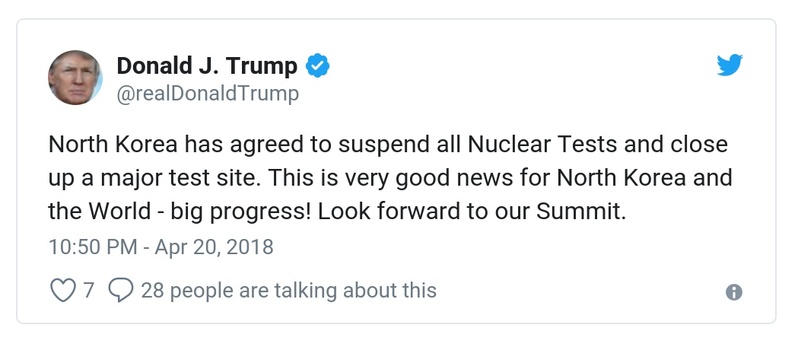 Donald J. Trump
@realDonaldTrump
North Korea has agreed to suspend all Nuclear Tests and close
up a major test site. This is very good news for North Korea and
the World - big progress! Look forward to our Summit.
10:50 PM - Apr 20, 2018
7 28 people are talking about this